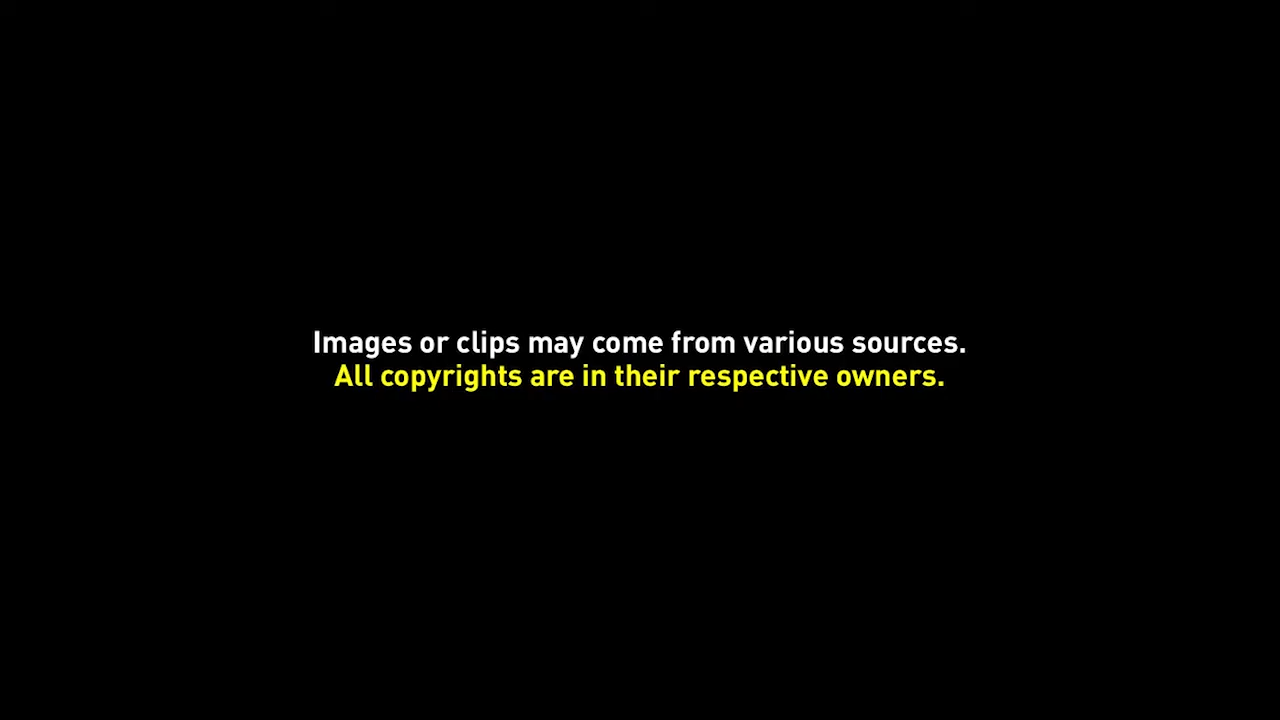 Images or clips may come from various sources.
All copyrights are in their respective owners.